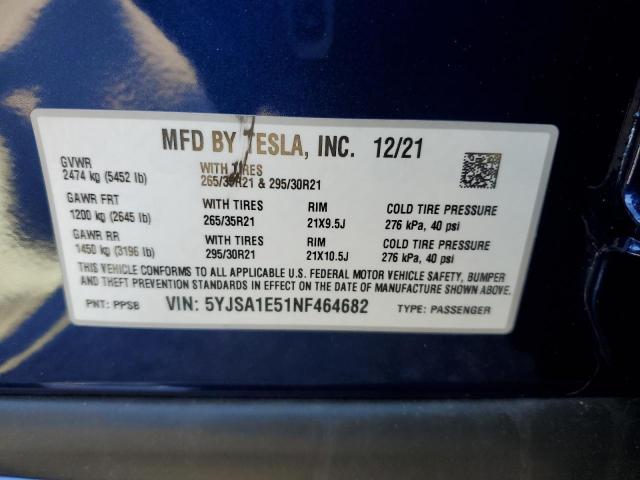 MFD BY TESLA, INC. 12/21
GVWR
2474 kg (5452 lb)
WITH TIRES
265/35R21 & 295/30R21
GAWR FRT
1200 kg (2645 lb)
WITH TIRES
265/35R21
RIM
21X9.5J
COLD TIRE PRESSURE
276 kPa, 40 psi
GAWR RR
1450 kg (3196 lb)
WITH TIRES
295/30R21
RIM
21X10.5J
COLD TIRE PRESSURE
276 kPa, 40 psi
THIS VEHICLE CONFORMS TO ALL APPLICABLE U.S. FEDERAL MOTOR VEHICLE SAFETY, BUMPER
AND THEFT PREVENTION STANDARDS IN EFFECT ON THE DATE OF MANUFACTURE SHOWN ABOVE.
PNT: PPSB VIN: 5YJSA1E51NF464682 TYPE: PASSENGER